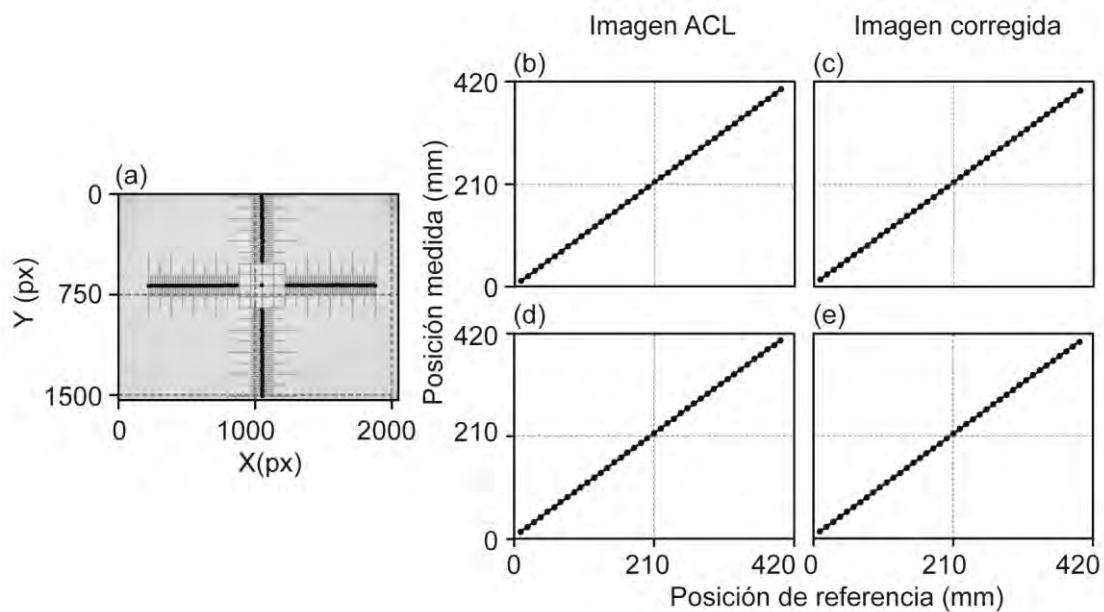 Imagen ACL
Imagen corregida
(a)
0
750
1500
Y (px)
0
1000
2000
X(px)
(b)
(c)
420
210
0
Posición medida (mm)
(d)
(e)
420
210
0
0
210
420
0
210
420
Posición de referencia (mm)